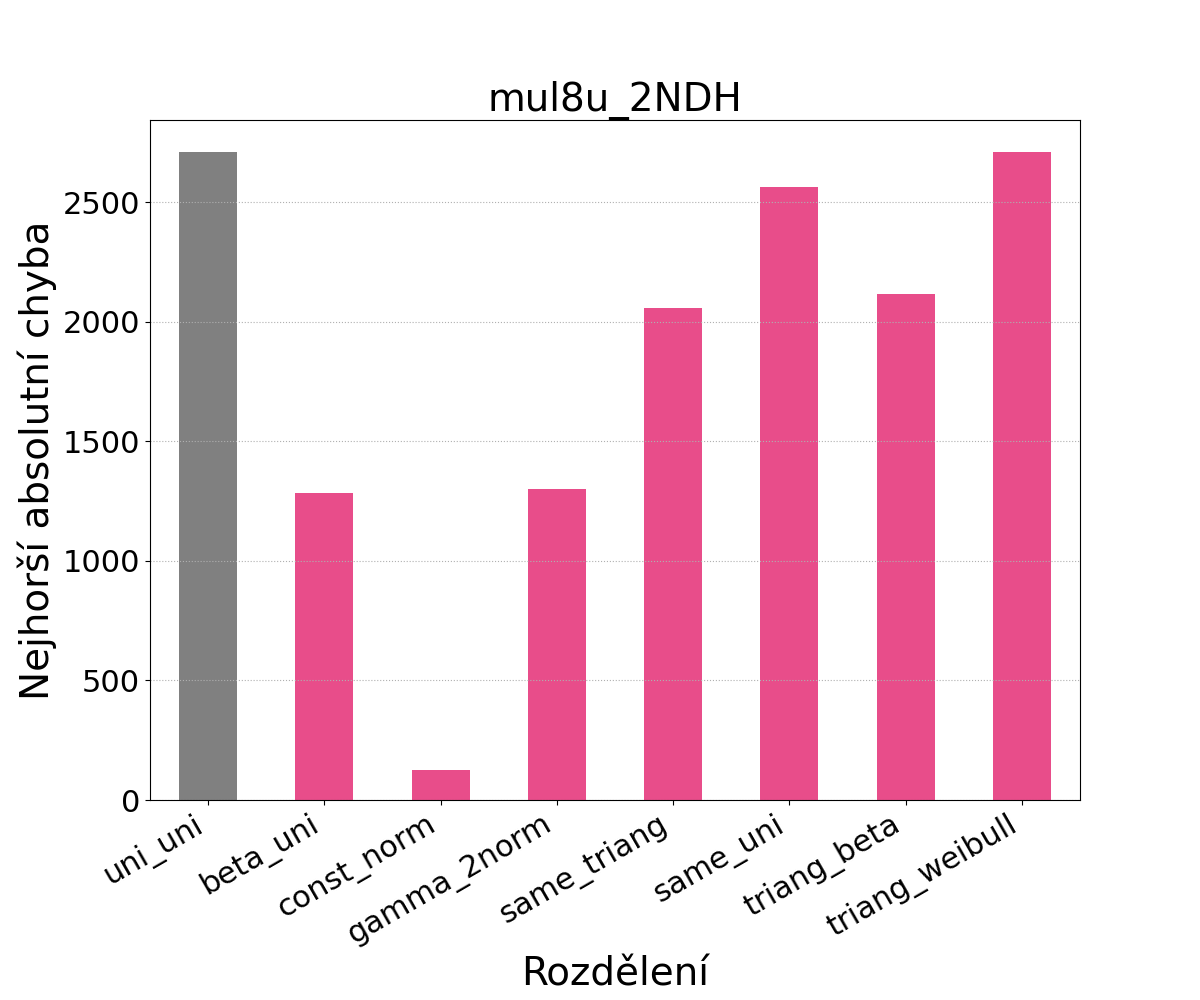 mul8u_2NDH
Nejhorší absolutní chyba
2500
2000
1500
1000
500
0
uni_uni
beta_uni
const_norm
gamma_2norm
same_triang
same_uni
triang_beta
triang_weibull
Rozdělení